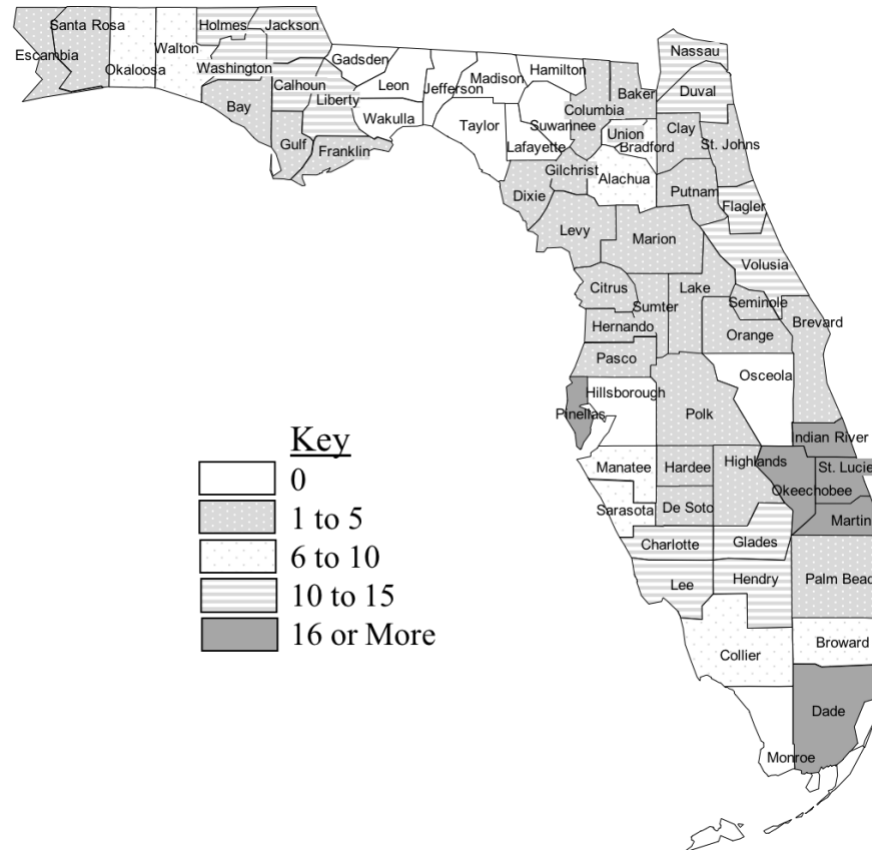 Santa Rosa
Holmes
Jackson
Escambia
Okaloosa
Walton
Washington
Gadsden
Leon
Jefferson
Madison
Hamilton
Nassau
Calhoun
Liberty
Baker
Duval
Bay
Wakulla
Taylor
Suwannee
Columbia
Union
Bradford
Clay
St. Johns
Gulf
Franklin
Lafayette
Gilchrist
Alachua
Putnam
Dixie
Flagler
Levy
Marion
Volusia
Citrus
Lake
Sumter
Seminole
Hernando
Orange
Brevard
Pasco
Osceola
Hillsborough
Pinellas
Polk
Indian River
Manatee
Hardee
Highlands
St. Lucie
Okeechobee
Sarasota
De Soto
Martin
Charlotte
Glades
Lee
Hendry
Palm Beac
Collier
Broward
Dade
Monroe
Key
0
1 to 5
6 to 10
10 to 15
16 or More